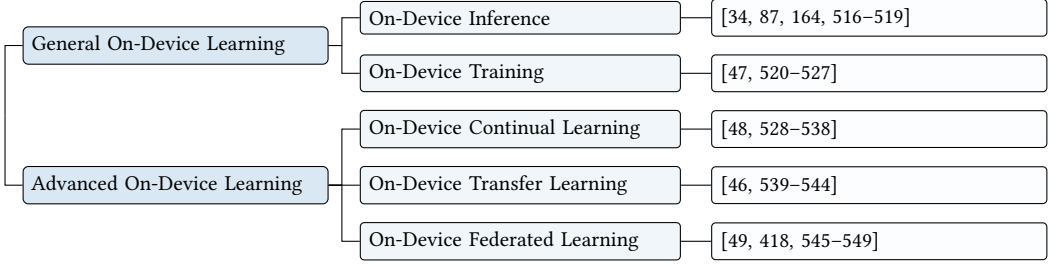 General On-Device Learning
On-Device Inference
[34, 87, 164, 516–519]
On-Device Training
[47, 520–527]
Advanced On-Device Learning
On-Device Continual Learning
[48, 528–538]
On-Device Transfer Learning
[46, 539–544]
On-Device Federated Learning
[49, 418, 545–549]